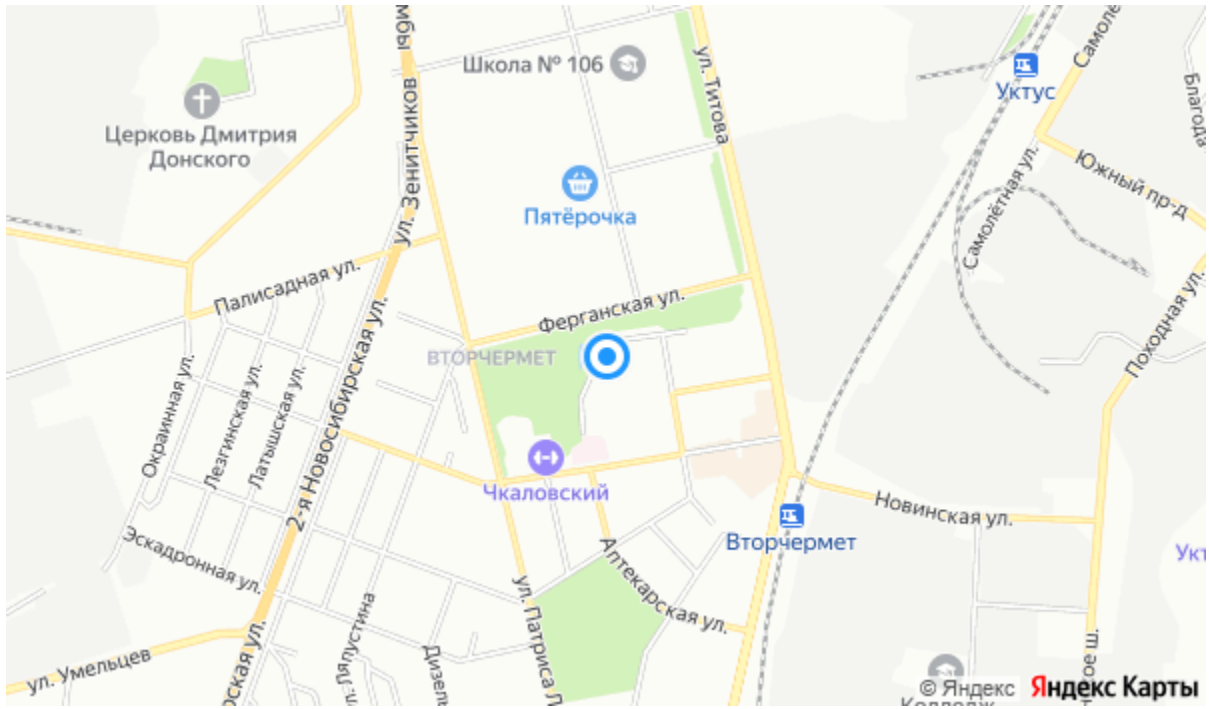 Школа № 106
Церковь Дмитрия
Донского
ул. Зенитчиков
ул. Титова
Уктус
Благода
Южный пр-д
Самолётная ул.
Пятёрочка
Палисадная ул.
Ферганская ул.
Походная ул.
ВТОРЧЕРМЕТ
Окраинная ул.
Лезгинская ул.
Латышская ул.
2-я Новосибирская ул.
Чкаловский
Новинская ул.
Вторчермет
Эскадронная ул.
Аптекарская ул.
ул. Патриса Л
ул. Умельцев
© Яндекс Яндекс Карты